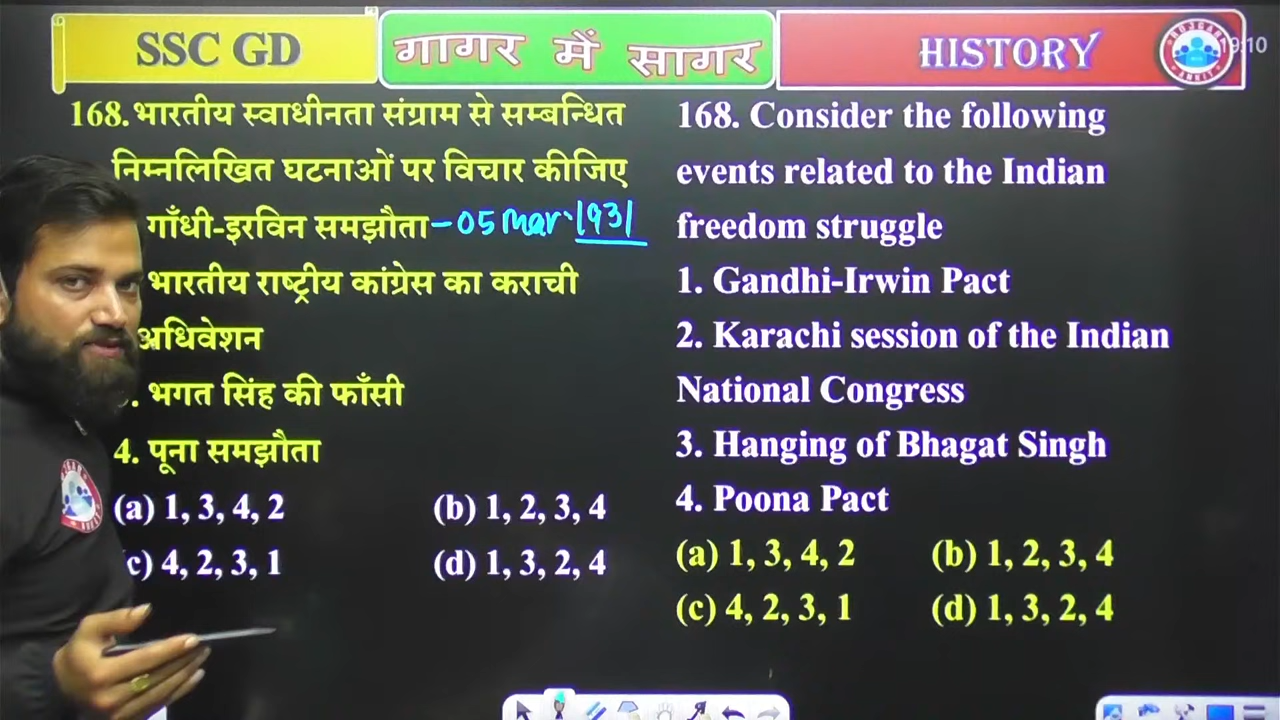 SSC GD
गागर में सागर
HISTORY
19:10
168. भारतीय स्वाधीनता संग्राम से सम्बन्धित
निम्नलिखित घटनाओं पर विचार कीजिए
गाँधी-इरविन समझौता - 05 Mar. 1931
भारतीय राष्ट्रीय कांग्रेस का कराची
अधिवेशन
. भगत सिंह की फाँसी
4. पूना समझौता
(a) 1, 3, 4, 2 (b) 1, 2, 3, 4
c) 4, 2, 3, 1 (d) 1, 3, 2, 4
168. Consider the following
events related to the Indian
freedom struggle
1. Gandhi-Irwin Pact
2. Karachi session of the Indian
National Congress
3. Hanging of Bhagat Singh
4. Poona Pact
(a) 1, 3, 4, 2 (b) 1, 2, 3, 4
(c) 4, 2, 3, 1 (d) 1, 3, 2, 4